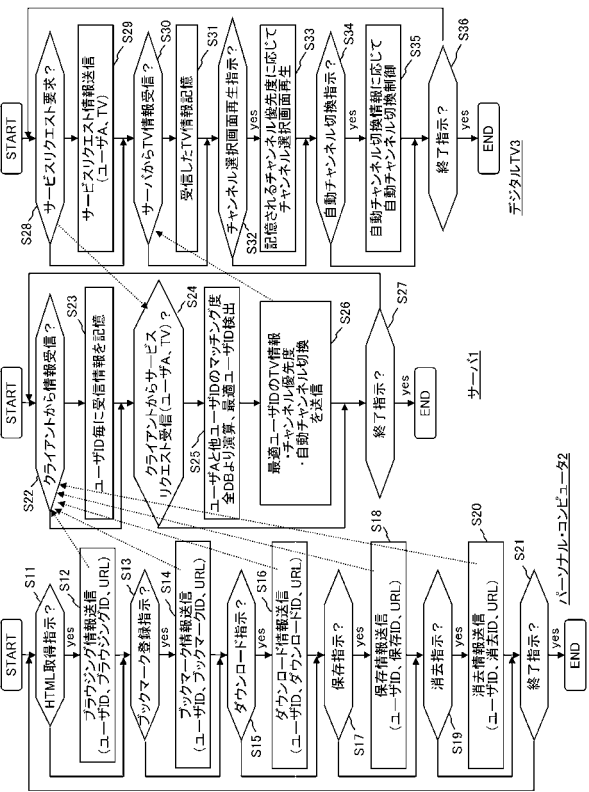 START
S11
HTML取得指示？
yes
S12
ブラウジング情報送信
(ユーザID、ブラウジングID、URL)
S13
ブックマーク登録指示？
yes
S14
ブックマーク情報送信
(ユーザID、ブックマークID、URL)
S15
ダウンロード指示？
yes
S16
ダウンロード情報送信
(ユーザID、ダウンロードID、URL)
S17
保存指示？
yes
S18
保存情報送信
(ユーザID、保存ID、URL)
S19
消去指示？
yes
S20
消去情報送信
(ユーザID、消去ID、URL)
S21
終了指示？
yes
END
パーソナル・コンピュータ2
START
S22
クライアントから情報受信？
yes
S23
ユーザID毎に受信情報を記憶
S24
クライアントからサービス
リクエスト受信(ユーザA、TV)？
S25
ユーザAと他ユーザIDのマッチング度
全DBより演算、最適ユーザID検出
S26
最適ユーザIDのTV情報
・チャンネル優先度
・自動チャンネル切換
を送信
S27
終了指示？
yes
END
サーバ1
START
S28
サービスリクエスト要求？
yes
S29
サービスリクエスト情報送信
(ユーザA、TV)
S30
サーバからTV情報受信？
yes
S31
受信したTV情報記憶
S32
チャンネル選択画面再生指示？
yes
S33
記憶されるチャンネル優先度に応じて
チャンネル選択画面再生
S34
自動チャンネル切換指示？
yes
S35
自動チャンネル切換情報に応じて
自動チャンネル切換制御
S36
終了指示？
yes
END
デジタルTV3